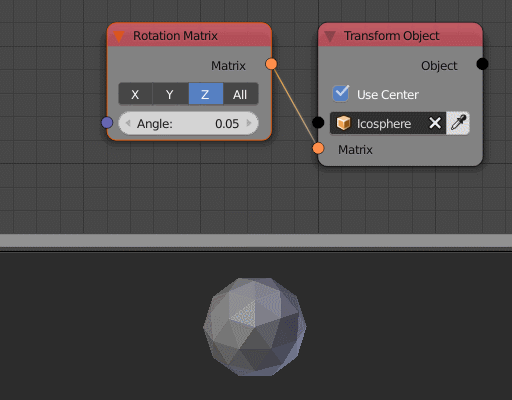 Rotation Matrix
Matrix
X Y Z All
Angle: 0.05
Transform Object
Object
Use Center
Icosphere
Matrix